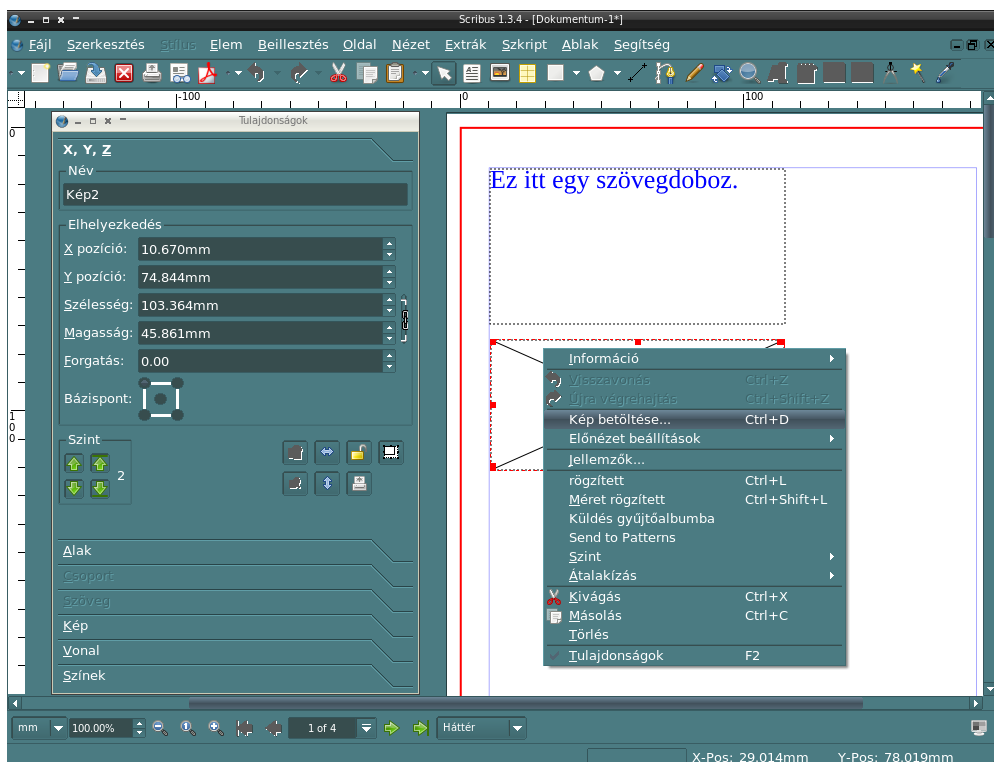 Scribus 1.3.4 - [Dokumentum-1*]
Fájl Szerkesztés Stílus Elem Beillesztés Oldal Nézet Extrák Szkript Ablak Segítség
-100 0 100
0
100
Tulajdonságok
X, Y, Z
Név
Kép2
Elhelyezkedés
X pozíció: 10.670mm
Y pozíció: 74.844mm
Szélesség: 103.364mm
Magasság: 45.861mm
Forgatás: 0.00
Bázispont:
Szint
2
Alak
Csoport
Szöveg
Kép
Vonal
Színek
Ez itt egy szövegdoboz.
Információ
Visszavonás Ctrl+Z
Újra végrehajtás Ctrl+Shift+Z
Kép betöltése... Ctrl+D
Előnézet beállítások
Jellemzők...
rögzített Ctrl+L
Méret rögzített Ctrl+Shift+L
Küldés gyűjtőalbumba
Send to Patterns
Szint
Átalakízás
Kivágás Ctrl+X
Másolás Ctrl+C
Törlés
Tulajdonságok F2
mm 100.00% 1 of 4 Háttér
X-Pos: 29.014mm Y-Pos: 78.019mm